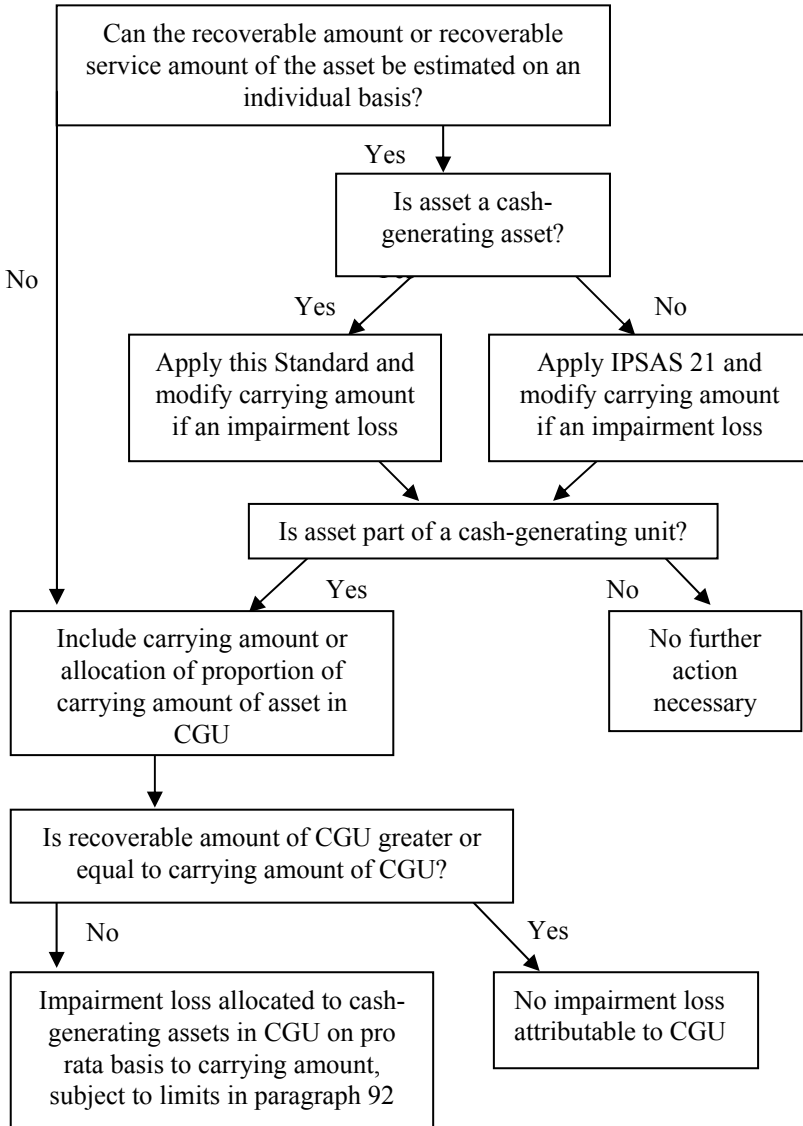 Can the recoverable amount or recoverable
service amount of the asset be estimated on an
individual basis?
Yes
Is asset a cash-
generating asset?
No
Yes
No
Apply this Standard and
modify carrying amount
if an impairment loss
Apply IPSAS 21 and
modify carrying amount
if an impairment loss
Is asset part of a cash-generating unit?
Yes
No
Include carrying amount or
allocation of proportion of
carrying amount of asset in
CGU
No further
action
necessary
Is recoverable amount of CGU greater or
equal to carrying amount of CGU?
No
Yes
Impairment loss allocated to cash-
generating assets in CGU on pro
rata basis to carrying amount,
subject to limits in paragraph 92
No impairment loss
attributable to CGU